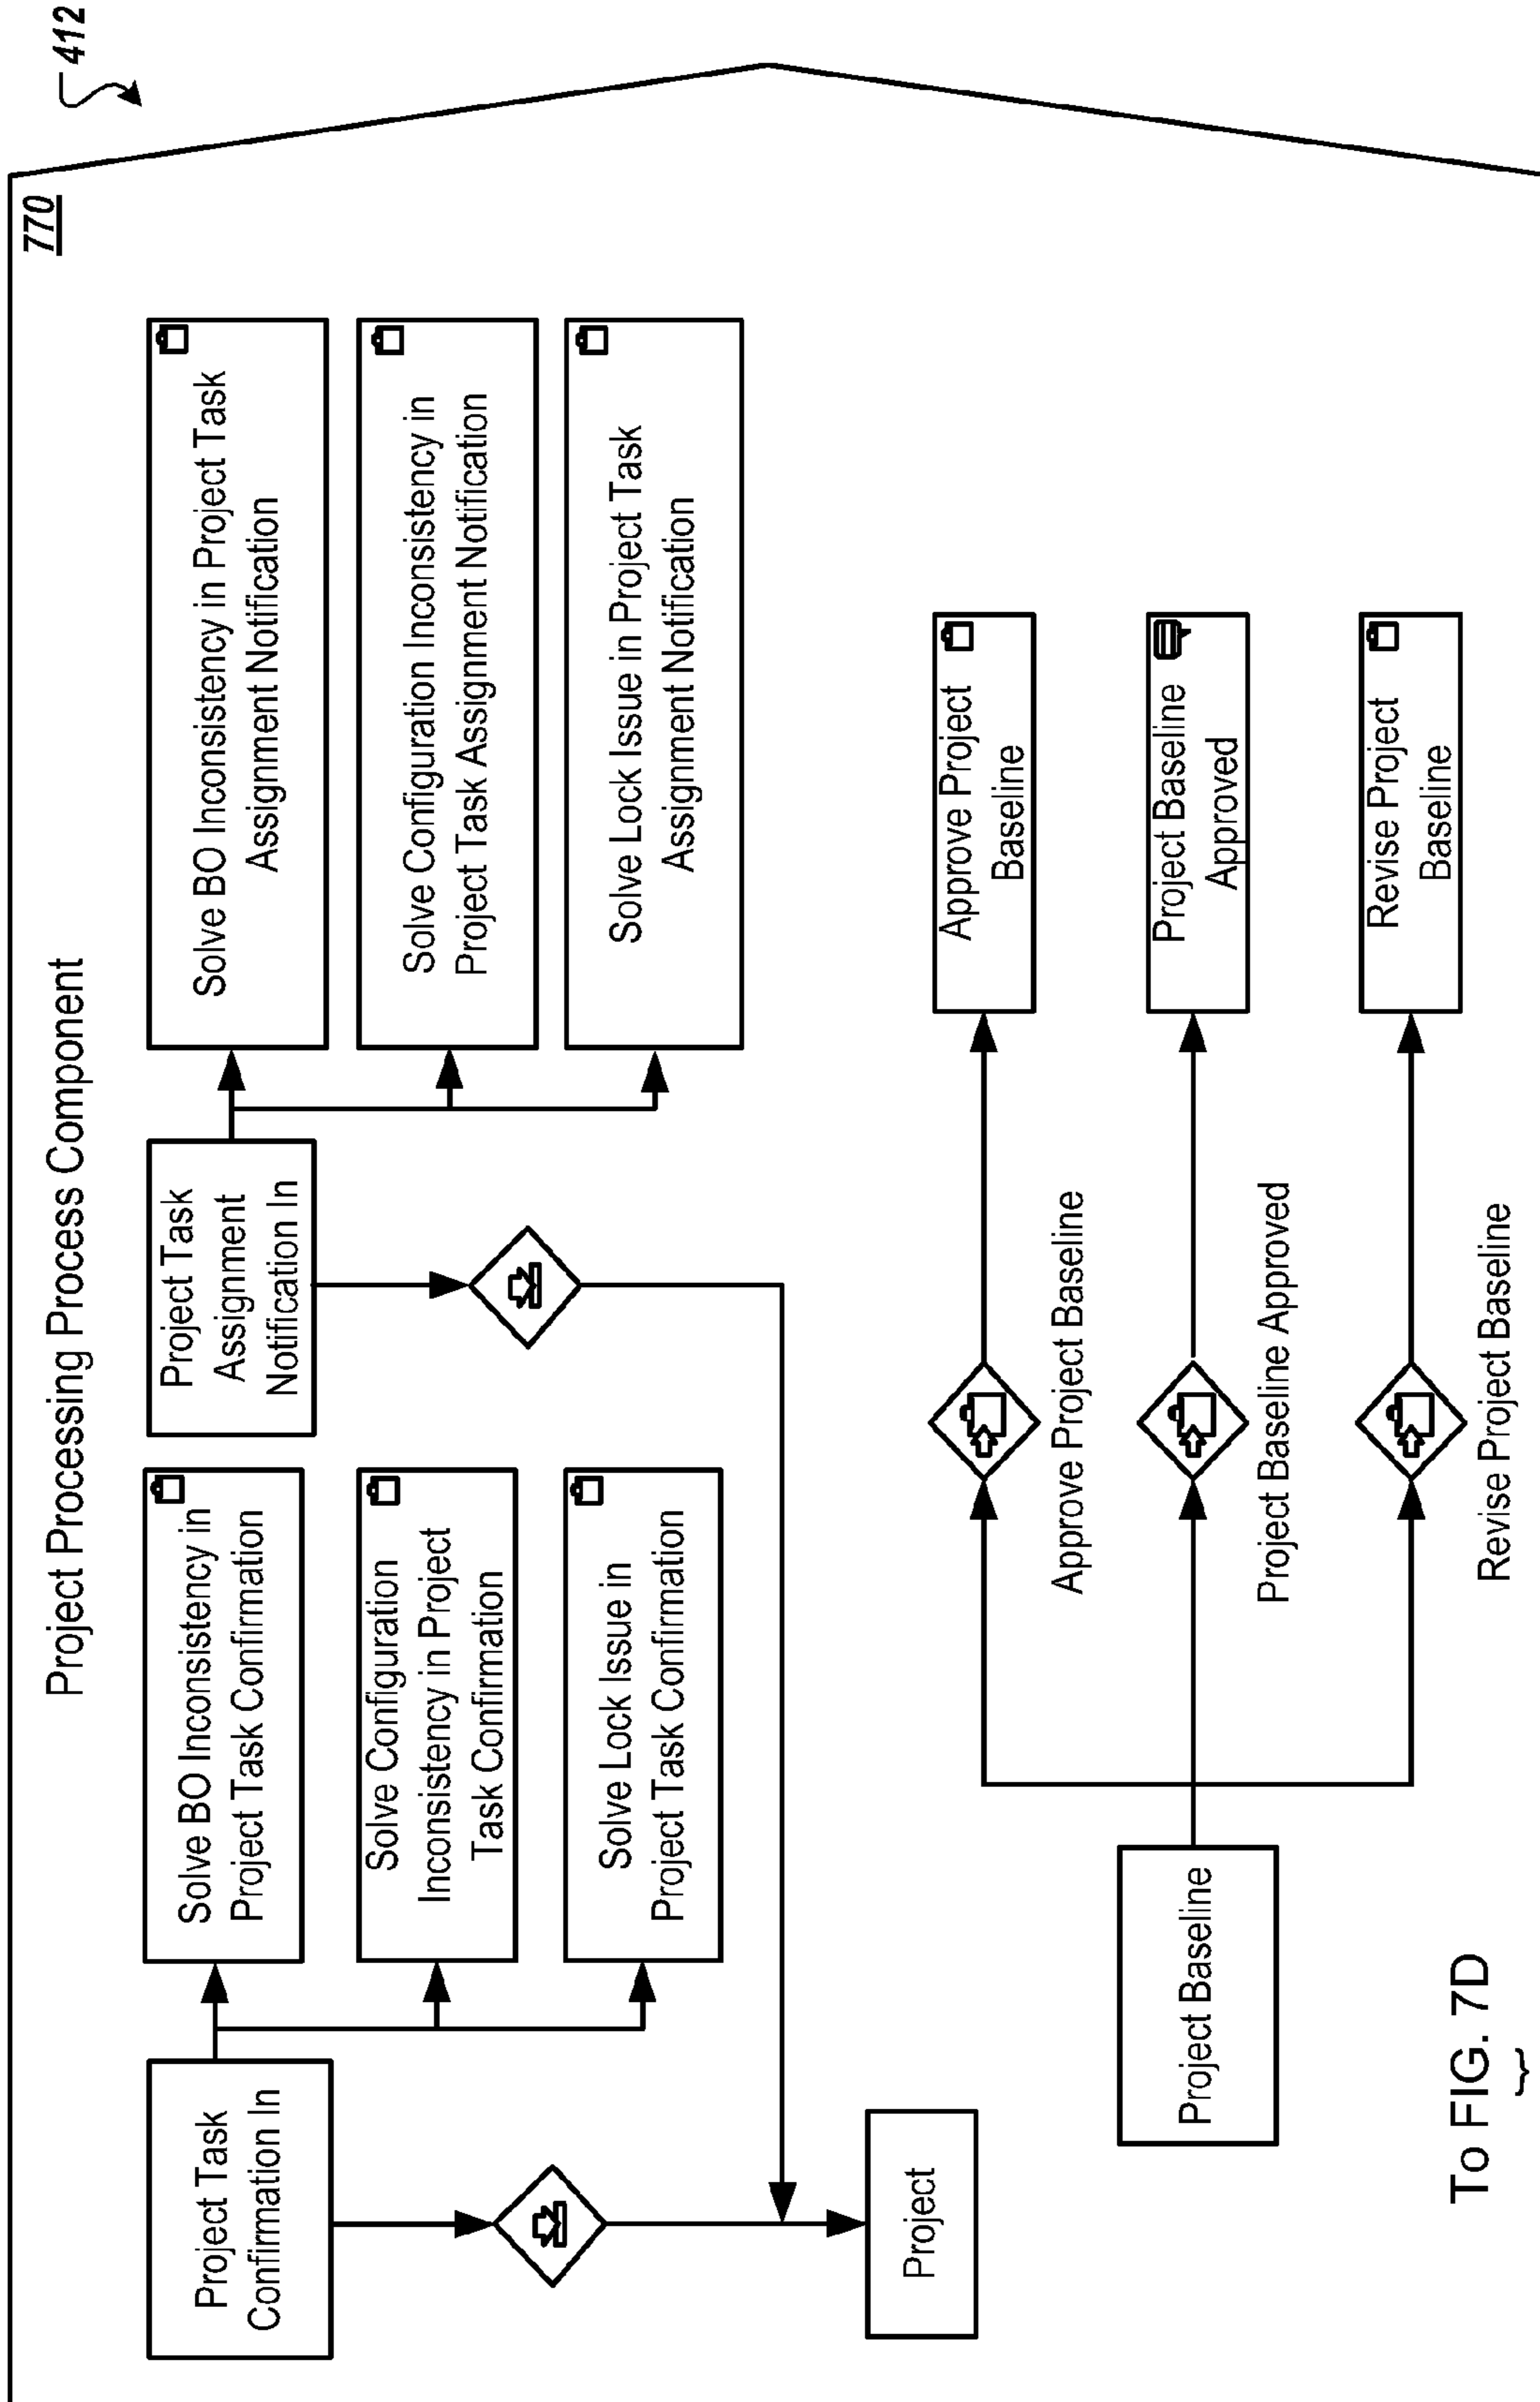 412
770
Project Processing Process Component
Project Task
Confirmation In
Solve BO Inconsistency in
Project Task Confirmation
Solve Configuration
Inconsistency in Project
Task Confirmation
Solve Lock Issue in
Project Task Confirmation
Project Task
Assignment
Notification In
Solve BO Inconsistency in Project Task
Assignment Notification
Solve Configuration Inconsistency in
Project Task Assignment Notification
Solve Lock Issue in Project Task
Assignment Notification
Project
Project Baseline
Approve Project Baseline
Approve Project
Baseline
Project Baseline Approved
Project Baseline
Approved
Revise Project Baseline
Revise Project
Baseline
To FIG. 7D